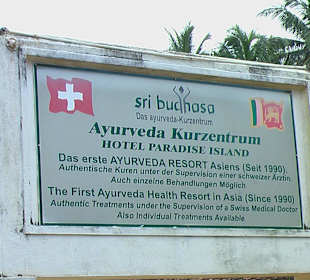 sri budhasa
Das ayurveda-Kurzentrum
Ayurveda Kurzentrum
HOTEL PARADISE ISLAND
Das erste AYURVEDA RESORT Asiens (Seit 1990).
Authentische Kuren unter der Supervision einer schweizer Ärztin.
Auch einzelne Behandlungen Möglich.
The First Ayurveda Health Resort in Asia (Since 1990)
Authentic Treatments under the Supervision of a Swiss Medical Doctor
Also Individual Treatments Available